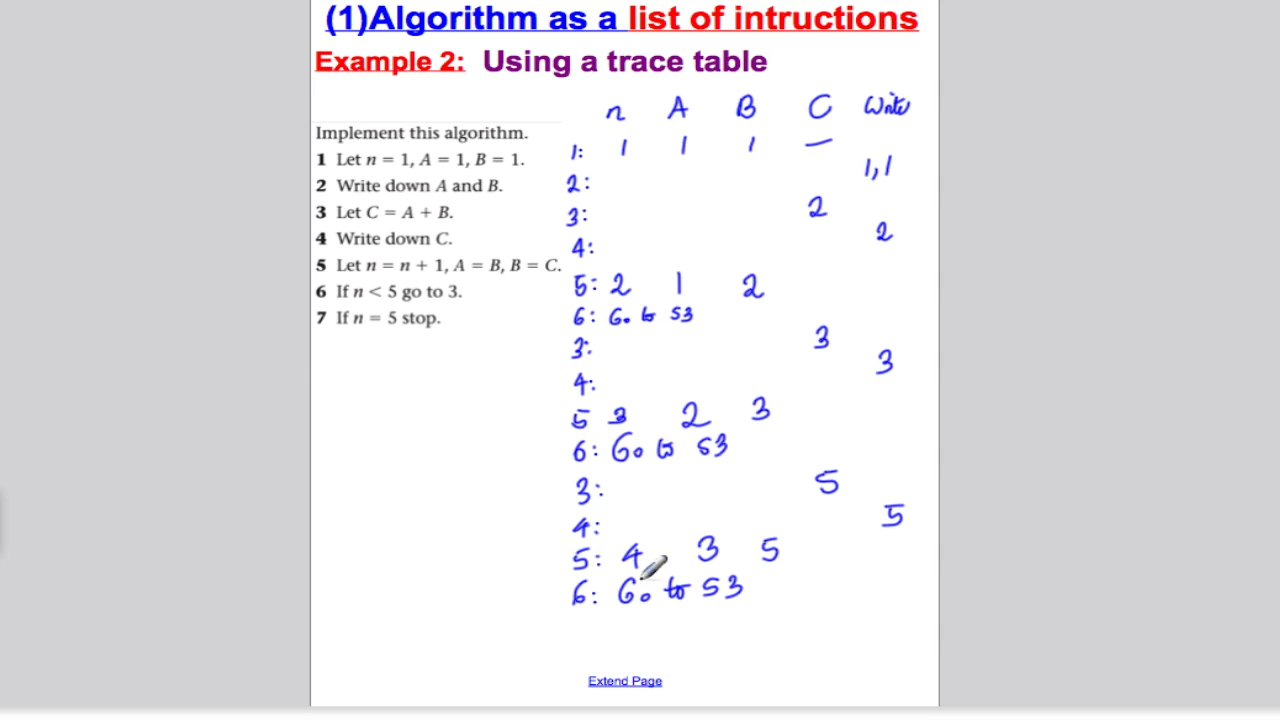 (1)Algorithm as a list of intructions
Example 2: Using a trace table
Implement this algorithm.
1 Let n = 1, A = 1, B = 1.
2 Write down A and B.
3 Let C = A + B.
4 Write down C.
5 Let n = n + 1, A = B, B = C.
6 If n < 5 go to 3.
7 If n = 5 stop.
n A B C Write
1: 1 1 1 —
2: 1,1
3: 2
4: 2
5: 2 1 2
6: Go to S3
3: 3
4: 3
5 3 2 3
6: Go to S3
3: 5
4: 5
5: 4 3 5
6: Go to S3
Extend Page